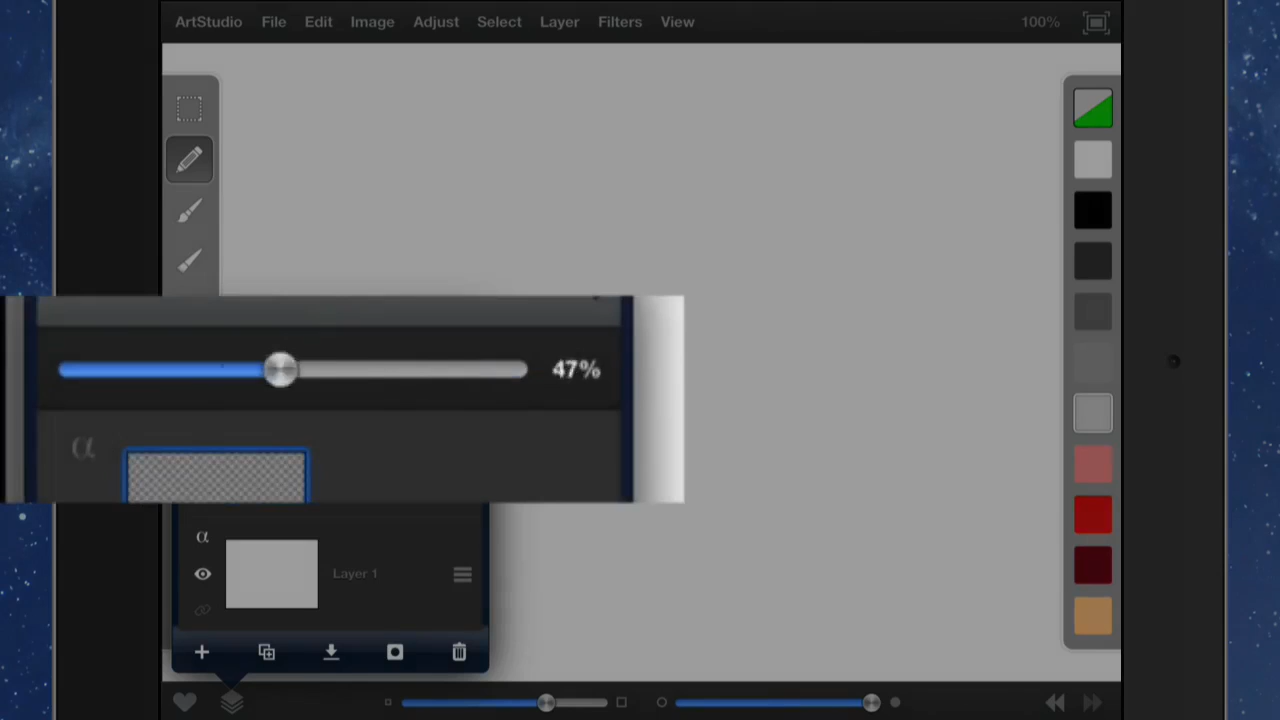 ArtStudio File Edit Image Adjust Select Layer Filters View 100%
47%
α
α
Layer 1